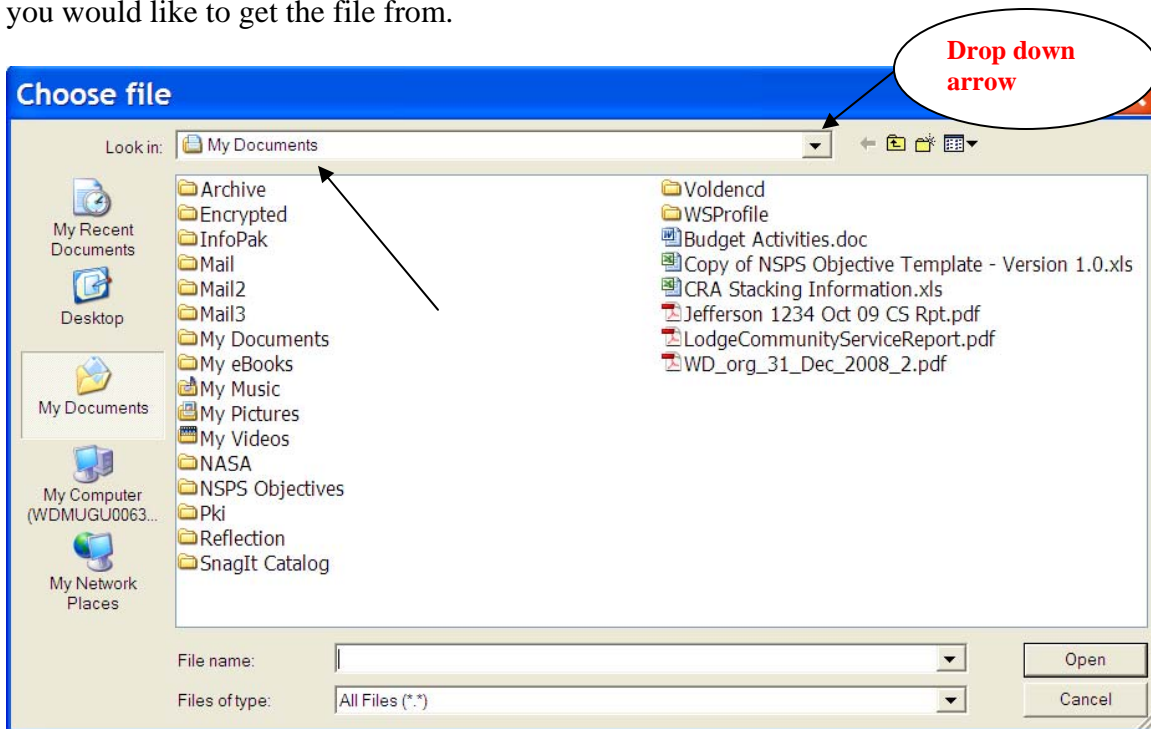 you would like to get the file from.
Drop down
arrow
Choose file
Look in:
My Documents
My Recent
Documents
Desktop
My Documents
My Computer
(WDMUGU0063...
My Network
Places
Archive
Encrypted
InfoPak
Mail
Mail2
Mail3
My Documents
My eBooks
My Music
My Pictures
My Videos
NASA
NSPS Objectives
Pki
Reflection
SnagIt Catalog
Voldencd
WSProfile
Budget Activities.doc
Copy of NSPS Objective Template - Version 1.0.xls
CRA Stacking Information.xls
Jefferson 1234 Oct 09 CS Rpt.pdf
LodgeCommunityServiceReport.pdf
WD_org_31_Dec_2008_2.pdf
File name:
Open
Files of type:
All Files (*.*)
Cancel